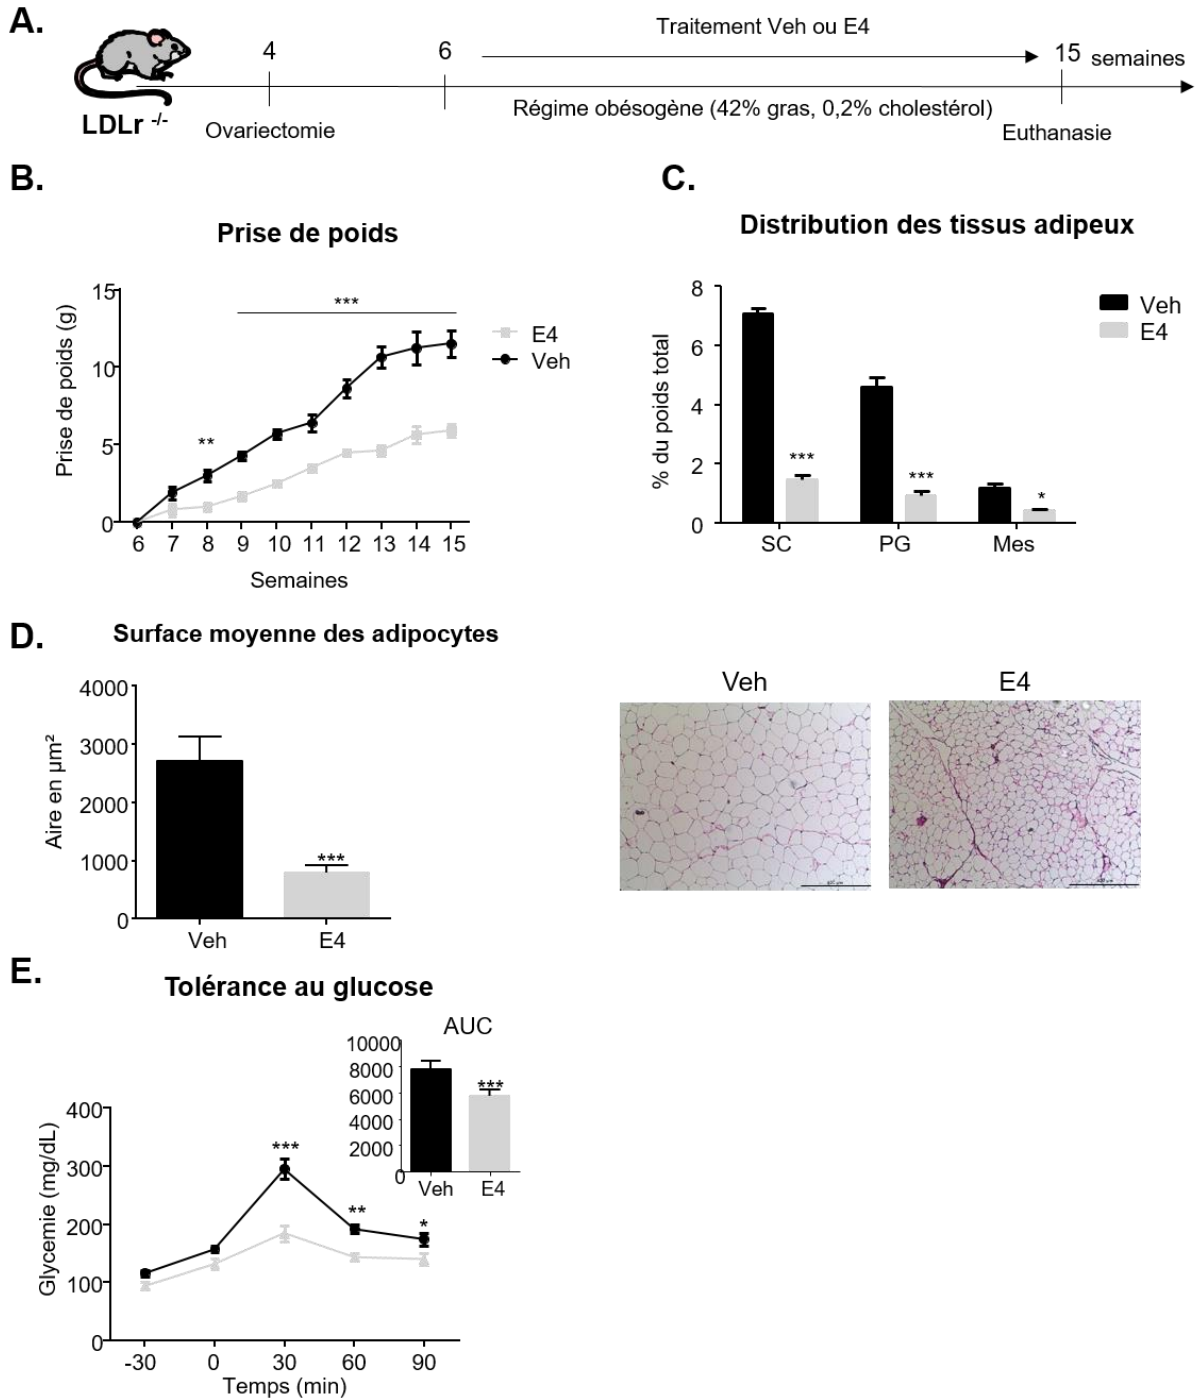 A.
Traitement Veh ou E4
4
6
15 semaines
LDLr -/-
Ovariectomie
Régime obésogène (42% gras, 0,2% cholestérol)
Euthanasie
B.
Prise de poids
Prise de poids (g)
15
10
5
0
***
**
E4
Veh
6 7 8 9 10 11 12 13 14 15
Semaines
C.
Distribution des tissus adipeux
% du poids total
8
6
4
2
0
***
***
*
Veh
E4
SC PG Mes
D.
Surface moyenne des adipocytes
Aire en µm²
4000
3000
2000
1000
0
***
Veh E4
Veh
E4
E.
Tolérance au glucose
AUC
10000
8000
6000
4000
2000
0
***
Veh E4
Glycemie (mg/dL)
400
300
200
100
0
***
**
*
-30 0 30 60 90
Temps (min)